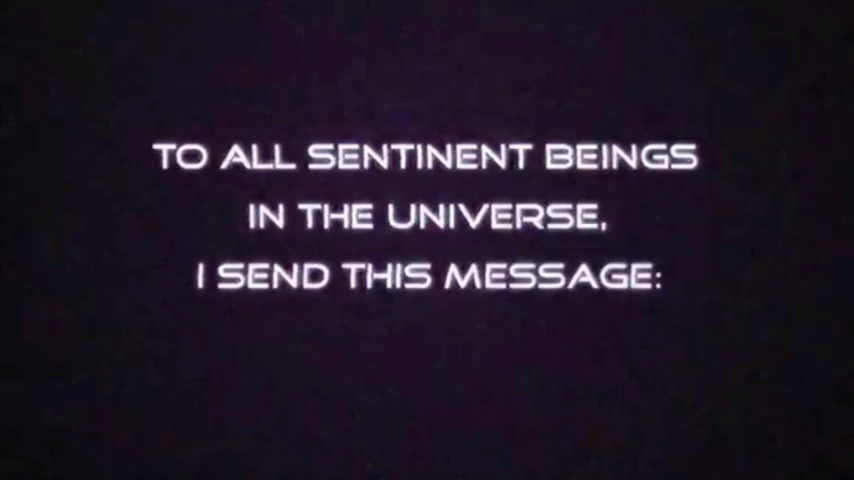 TO ALL SENTINENT BEINGS
IN THE UNIVERSE,
I SEND THIS MESSAGE: